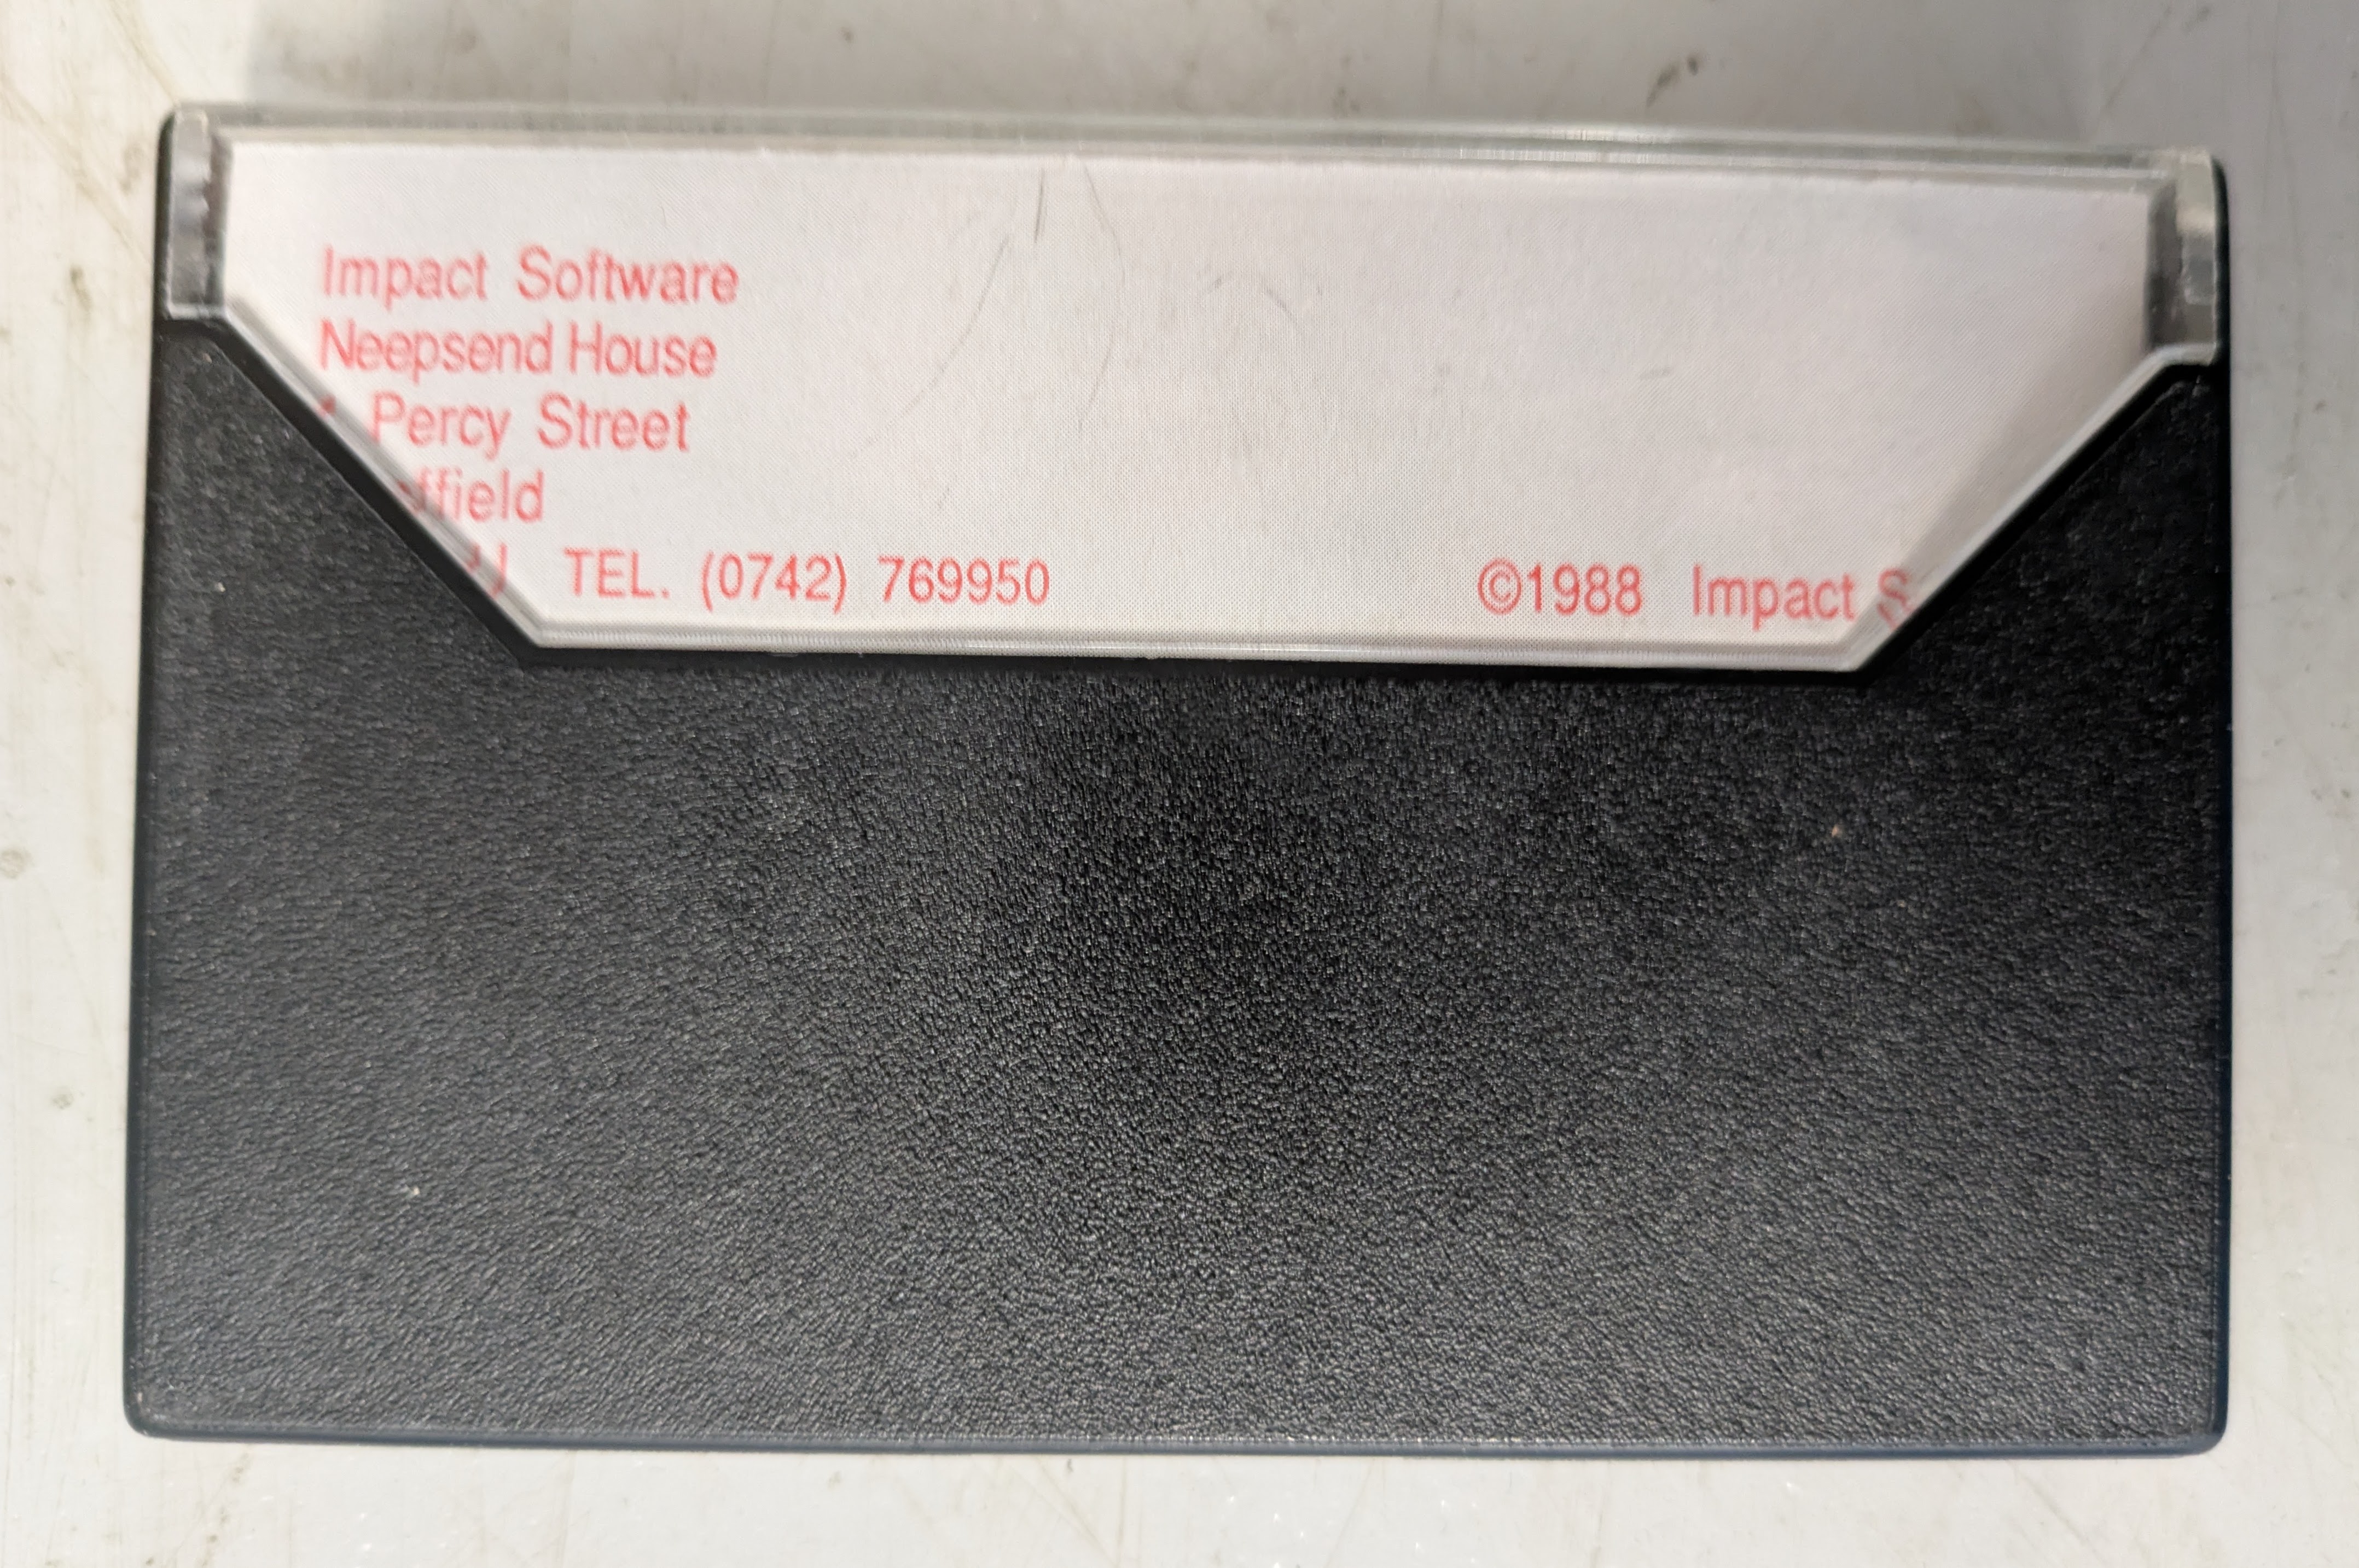 Impact Software
Neepsend House
Percy Street
TEL. (0742) 769950
©1988 Impact